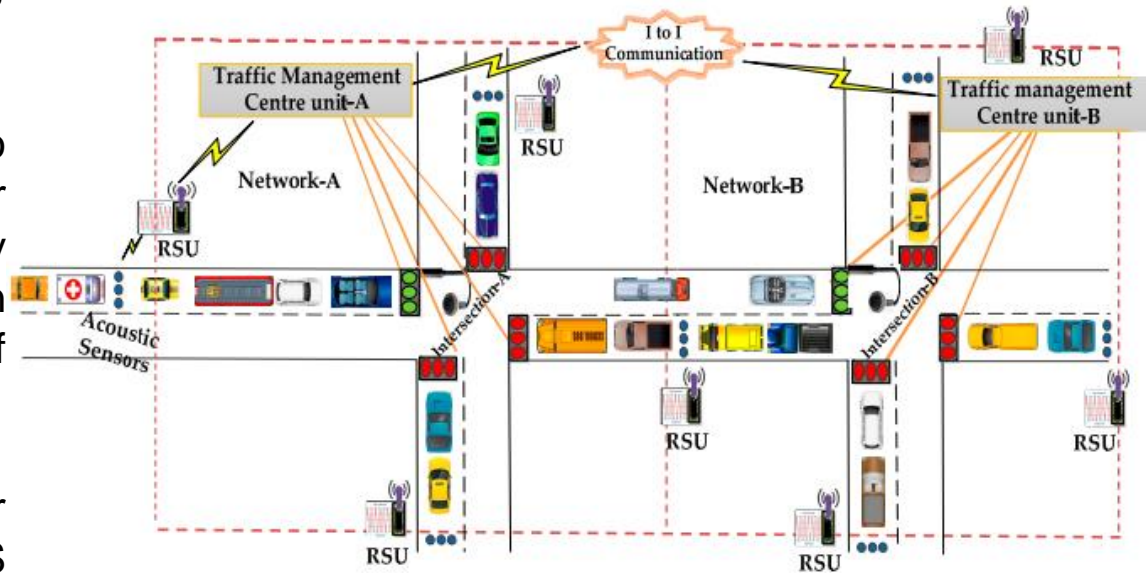 I to I
Communication
RSU
Traffic Management
Centre unit-A
Traffic management
Centre unit-B
RSU
Network-A
Network-B
RSU
Acoustic
Sensors
Intersection-A
Intersection-B
RSU
RSU
RSU
RSU